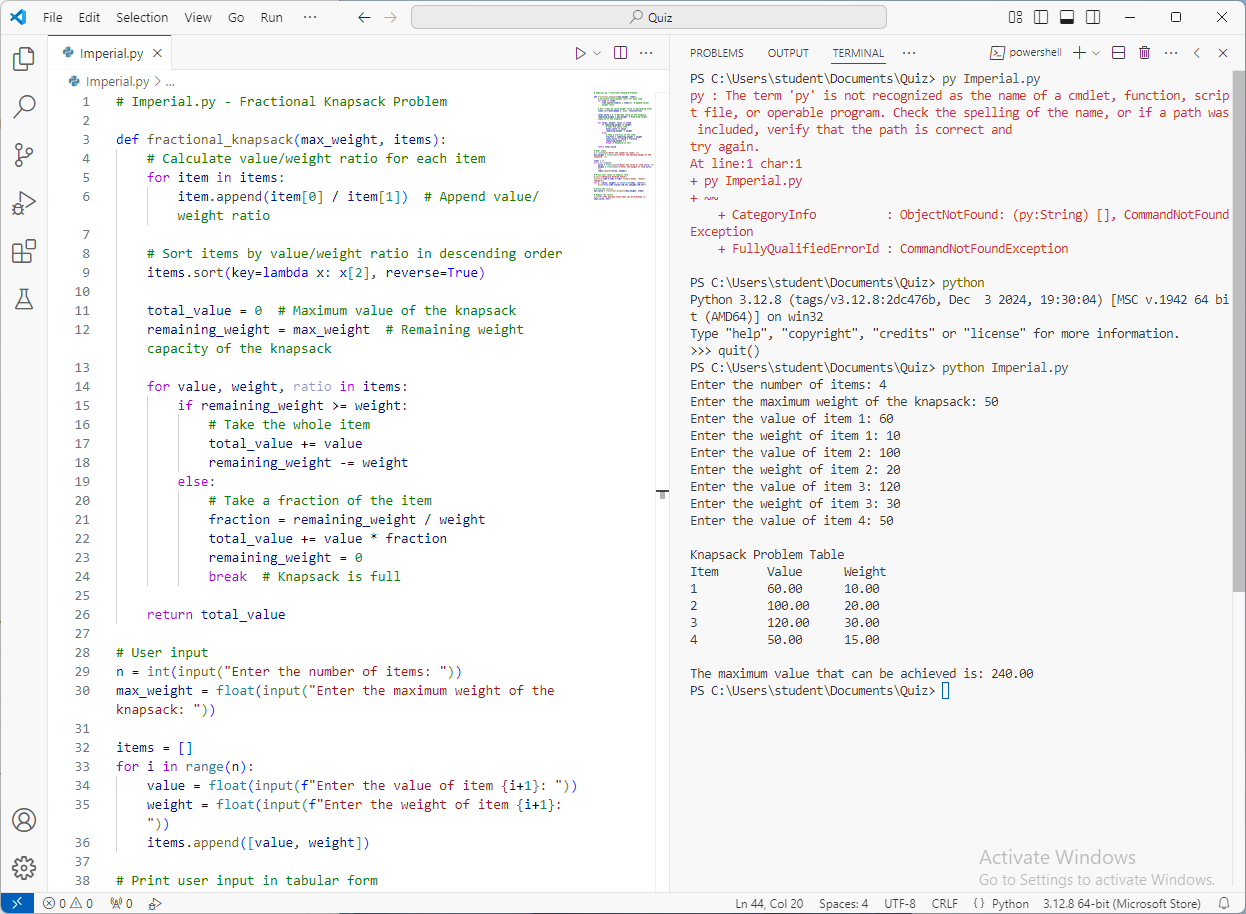 File Edit Selection View Go Run ··· Quiz
Imperial.py
Imperial.py > ...
1 # Imperial.py - Fractional Knapsack Problem
2
3 def fractional_knapsack(max_weight, items):
4 # Calculate value/weight ratio for each item
5 for item in items:
6 item.append(item[0] / item[1])  # Append value/
weight ratio
7
8 # Sort items by value/weight ratio in descending order
9 items.sort(key=lambda x: x[2], reverse=True)
10
11 total_value = 0  # Maximum value of the knapsack
12 remaining_weight = max_weight  # Remaining weight
capacity of the knapsack
13
14 for value, weight, ratio in items:
15 if remaining_weight >= weight:
16 # Take the whole item
17 total_value += value
18 remaining_weight -= weight
19 else:
20 # Take a fraction of the item
21 fraction = remaining_weight / weight
22 total_value += value * fraction
23 remaining_weight = 0
24 break  # Knapsack is full
25
26 return total_value
27
28 # User input
29 n = int(input("Enter the number of items: "))
30 max_weight = float(input("Enter the maximum weight of the
knapsack: "))
31
32 items = []
33 for i in range(n):
34 value = float(input(f"Enter the value of item {i+1}: "))
35 weight = float(input(f"Enter the weight of item {i+1}:
"))
36 items.append([value, weight])
37
38 # Print user input in tabular form
PROBLEMS OUTPUT TERMINAL ··· powershell
PS C:\Users\student\Documents\Quiz> py Imperial.py
py : The term 'py' is not recognized as the name of a cmdlet, function, scrip
t file, or operable program. Check the spelling of the name, or if a path was
included, verify that the path is correct and
try again.
At line:1 char:1
+ py Imperial.py
+ ~~
+ CategoryInfo          : ObjectNotFound: (py:String) [], CommandNotFound
Exception
+ FullyQualifiedErrorId : CommandNotFoundException
PS C:\Users\student\Documents\Quiz> python
Python 3.12.8 (tags/v3.12.8:2dc476b, Dec  3 2024, 19:30:04) [MSC v.1942 64 bi
t (AMD64)] on win32
Type "help", "copyright", "credits" or "license" for more information.
>>> quit()
PS C:\Users\student\Documents\Quiz> python Imperial.py
Enter the number of items: 4
Enter the maximum weight of the knapsack: 50
Enter the value of item 1: 60
Enter the weight of item 1: 10
Enter the value of item 2: 100
Enter the weight of item 2: 20
Enter the value of item 3: 120
Enter the weight of item 3: 30
Enter the value of item 4: 50
Knapsack Problem Table
Item Value Weight
1 60.00 10.00
2 100.00 20.00
3 120.00 30.00
4 50.00 15.00
The maximum value that can be achieved is: 240.00
PS C:\Users\student\Documents\Quiz>
Activate Windows
Go to Settings to activate Windows.
0 0 0 Ln 44, Col 20 Spaces: 4 UTF-8 CRLF {} Python 3.12.8 64-bit (Microsoft Store)